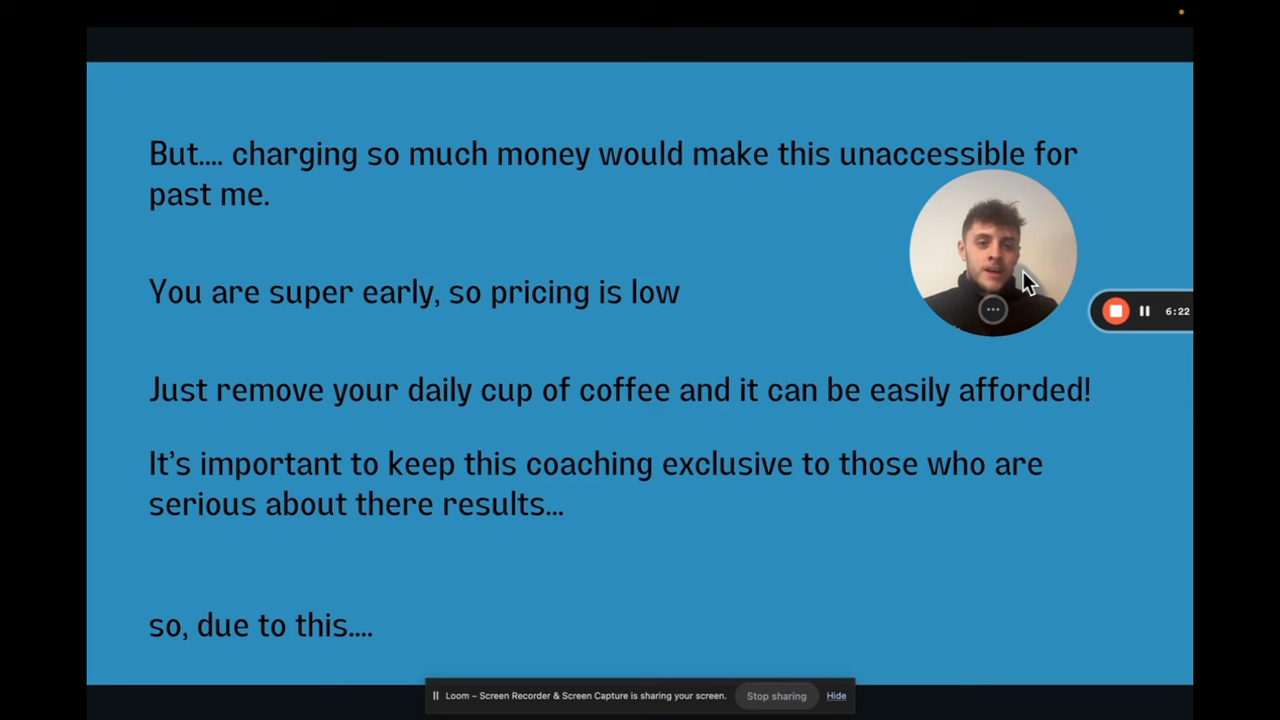 But.... charging so much money would make this unaccessible for
past me.
You are super early, so pricing is low
6:22
Just remove your daily cup of coffee and it can be easily afforded!
It's important to keep this coaching exclusive to those who are
serious about there results...
so, due to this....
Loom – Screen Recorder & Screen Capture is sharing your screen.
Stop sharing
Hide